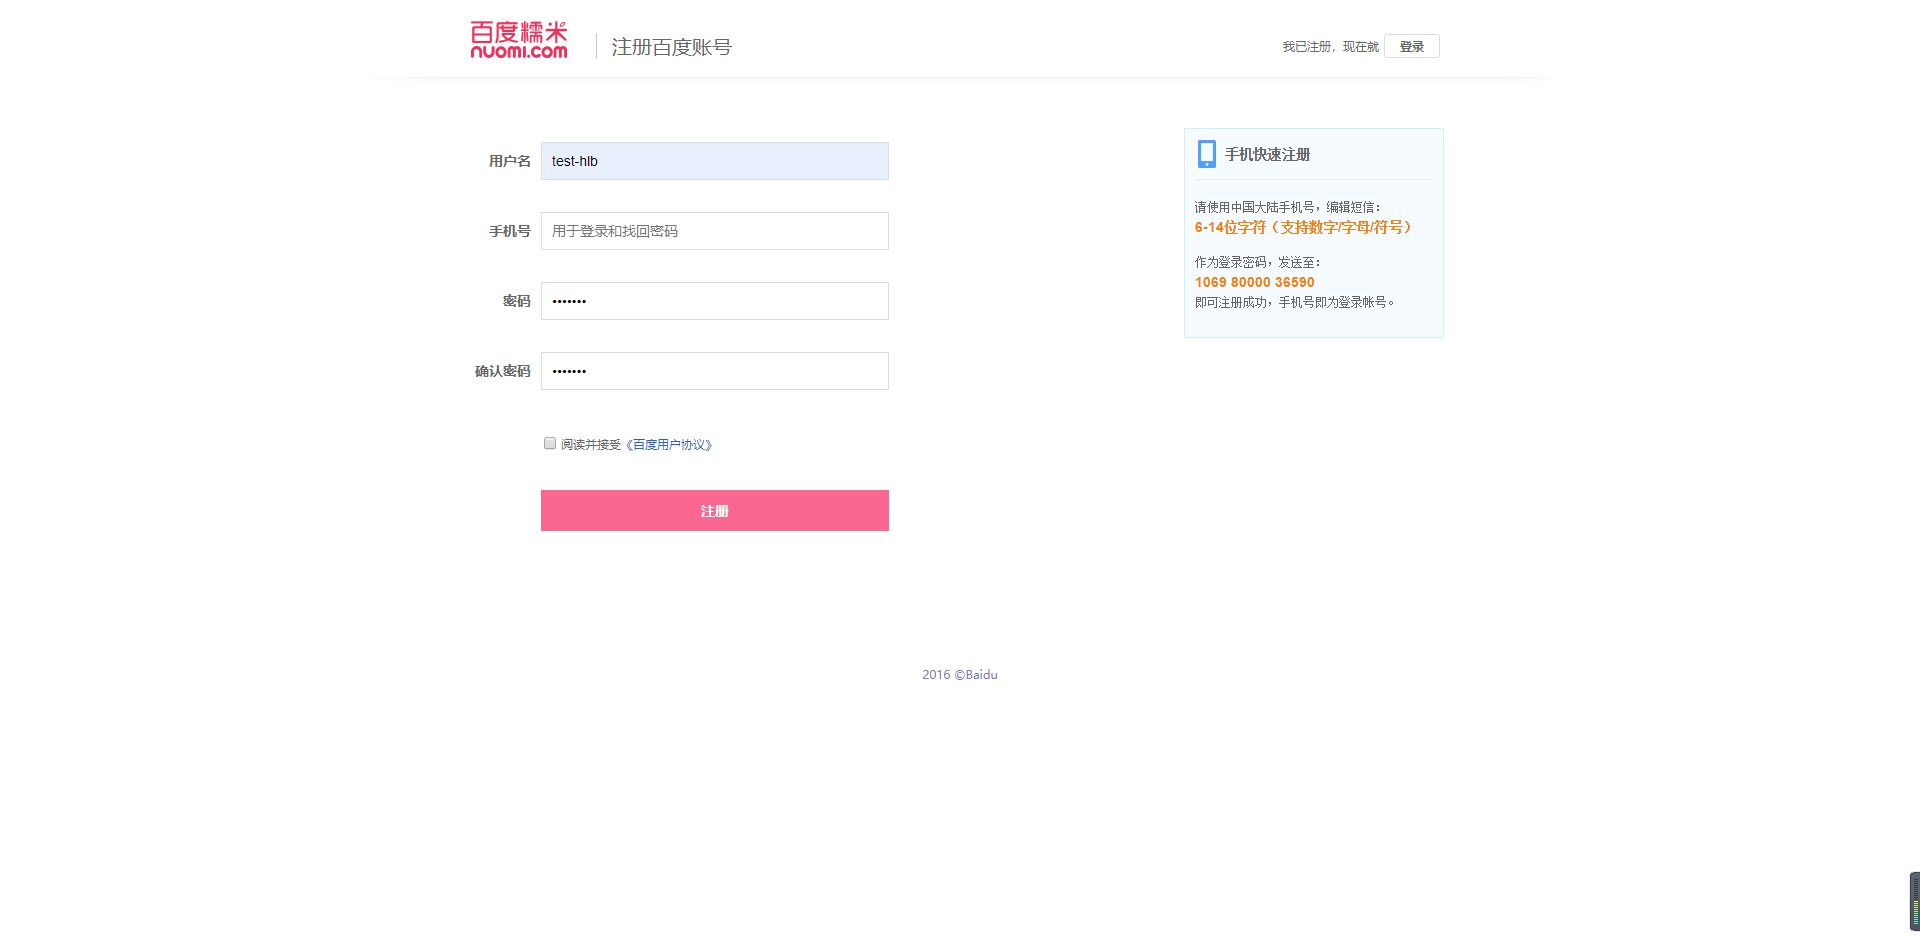 百度糯米
nuomi.com
注册百度账号
我已注册，现在就 登录
用户名 test-hlb
手机号 用于登录和找回密码
密码 •••••••
确认密码 •••••••
阅读并接受《百度用户协议》
注册
手机快速注册
请使用中国大陆手机号，编辑短信：
6-14位字符（支持数字/字母/符号）
作为登录密码，发送至：
1069 80000 36590
即可注册成功，手机号即为登录帐号。
2016 ©Baidu